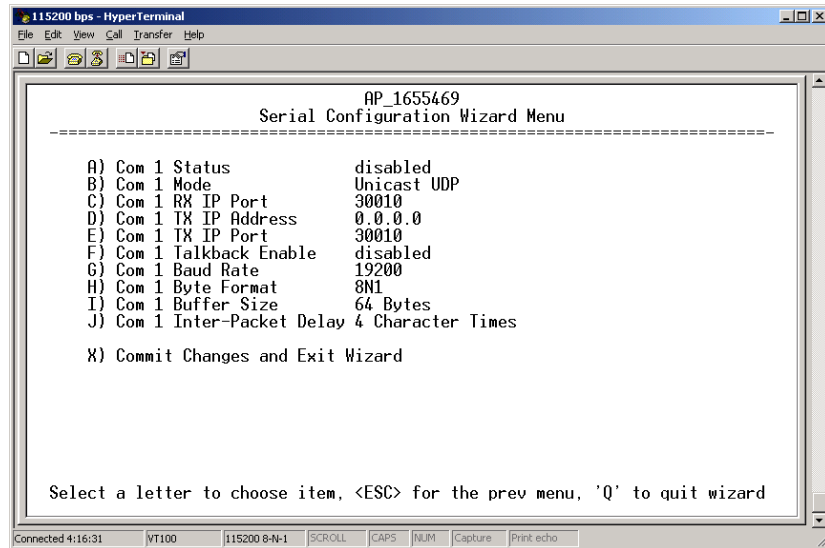 115200 bps - HyperTerminal
File Edit View Call Transfer Help
AP_1655469
Serial Configuration Wizard Menu
-==========================================================================-
A) Com 1 Status disabled
B) Com 1 Mode Unicast UDP
C) Com 1 RX IP Port 30010
D) Com 1 TX IP Address 0.0.0.0
E) Com 1 TX IP Port 30010
F) Com 1 Talkback Enable disabled
G) Com 1 Baud Rate 19200
H) Com 1 Byte Format 8N1
I) Com 1 Buffer Size 64 Bytes
J) Com 1 Inter-Packet Delay 4 Character Times
X) Commit Changes and Exit Wizard
Select a letter to choose item, <ESC> for the prev menu, 'Q' to quit wizard
Connected 4:16:31 VT100 115200 8-N-1 SCROLL CAPS NUM Capture Print echo